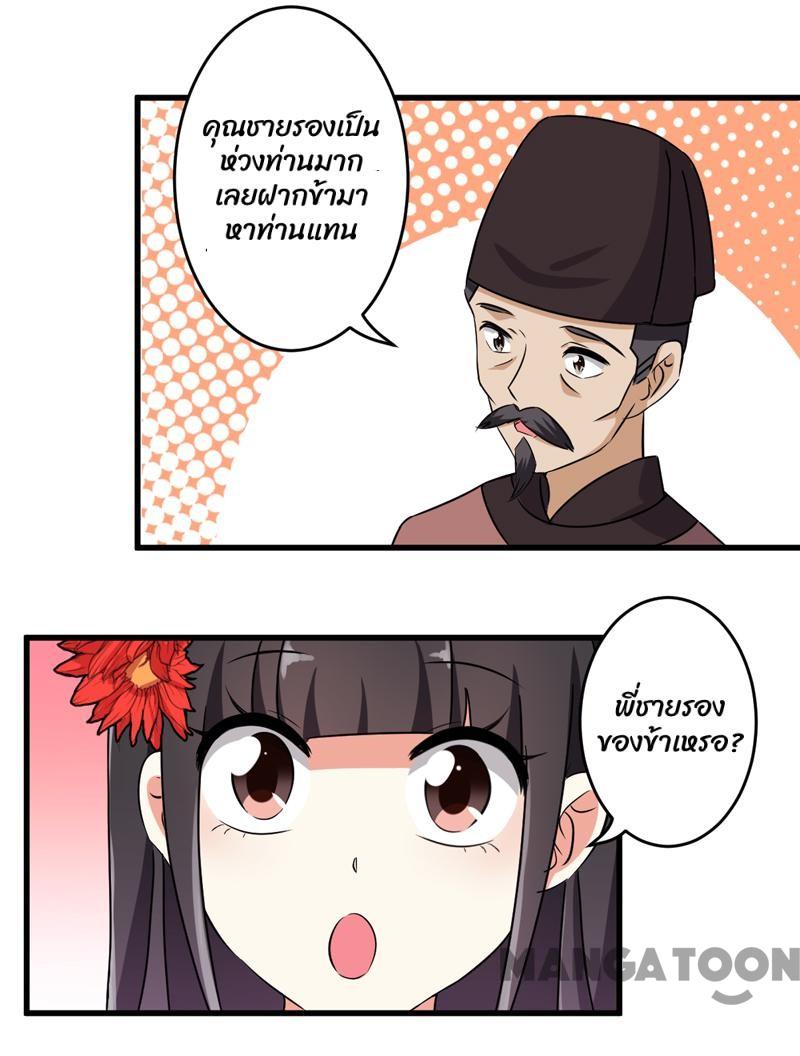 คุณชายรองเป็น
ห่วงท่านมาก
เลยฝากข้ามา
หาท่านแทน
พี่ชายรอง
ของข้าเหรอ?
MANGATOON